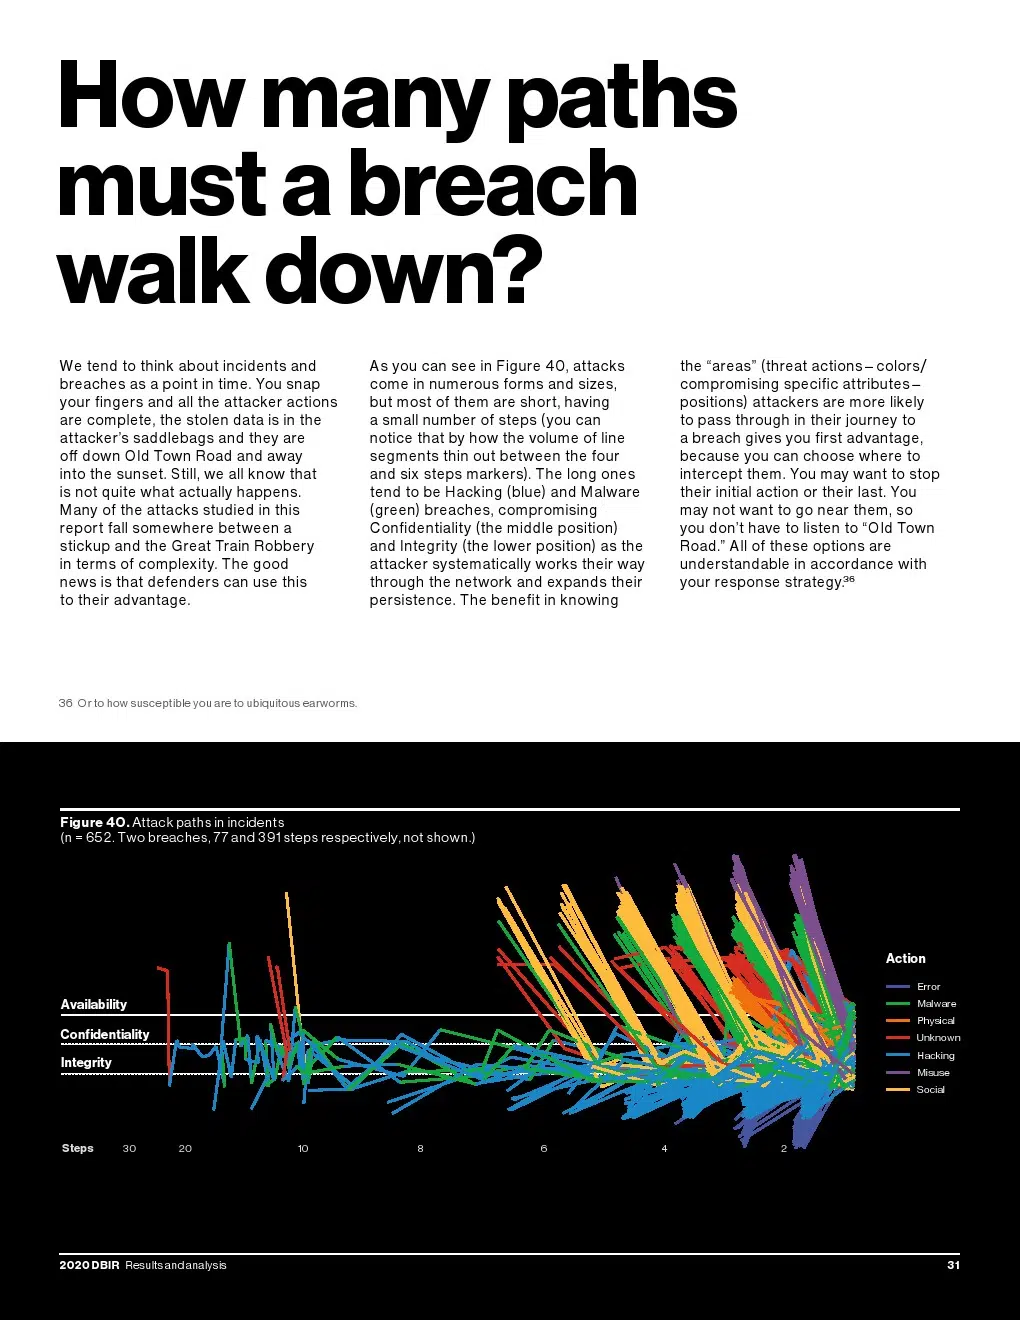 How many paths
must a breach
walk down?
We tend to think about incidents and
breaches as a point in time. You snap
your fingers and all the attacker actions
are complete, the stolen data is in the
attacker's saddlebags and they are
off down Old Town Road and away
into the sunset. Still, we all know that
is not quite what actually happens.
Many of the attacks studied in this
report fall somewhere between a
stickup and the Great Train Robbery
in terms of complexity. The good
news is that defenders can use this
to their advantage.
As you can see in Figure 40, attacks
come in numerous forms and sizes,
but most of them are short, having
a small number of steps (you can
notice that by how the volume of line
segments thin out between the four
and six steps markers). The long ones
tend to be Hacking (blue) and Malware
(green) breaches, compromising
Confidentiality (the middle position)
and Integrity (the lower position) as the
attacker systematically works their way
through the network and expands their
persistence. The benefit in knowing
the “areas” (threat actions – colors/
compromising specific attributes –
positions) attackers are more likely
to pass through in their journey to
a breach gives you first advantage,
because you can choose where to
intercept them. You may want to stop
their initial action or their last. You
may not want to go near them, so
you don't have to listen to “Old Town
Road.” All of these options are
understandable in accordance with
your response strategy.³⁶
36 Or to how susceptible you are to ubiquitous earworms.
Figure 40. Attack paths in incidents
(n = 652. Two breaches, 77 and 391 steps respectively, not shown.)
Availability
Confidentiality
Integrity
Steps 30 20 10 8 6 4 2
Action
Error
Malware
Physical
Unknown
Hacking
Misuse
Social
2020 DBIR Results and analysis
31